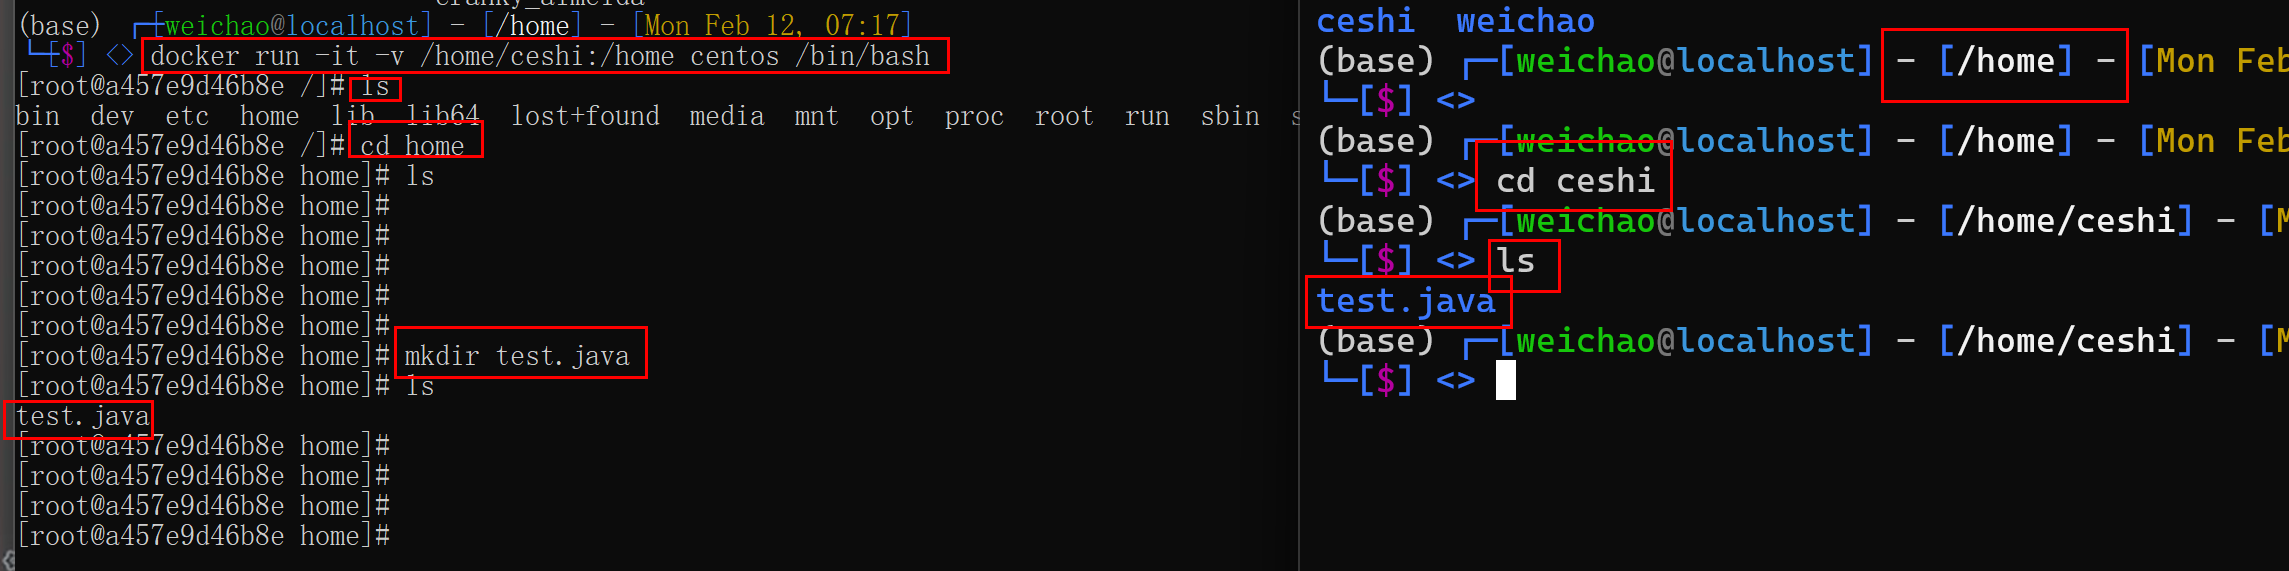 (base) ┌─[weichao@localhost] - [/home] - [Mon Feb 12, 07:17]
└─[$] <> docker run -it -v /home/ceshi:/home centos /bin/bash
[root@a457e9d46b8e /]# ls
bin dev etc home lib lib64 lost+found media mnt opt proc root run sbin
[root@a457e9d46b8e /]# cd home
[root@a457e9d46b8e home]# ls
[root@a457e9d46b8e home]#
[root@a457e9d46b8e home]#
[root@a457e9d46b8e home]#
[root@a457e9d46b8e home]#
[root@a457e9d46b8e home]#
[root@a457e9d46b8e home]# mkdir test.java
[root@a457e9d46b8e home]# ls
test.java
[root@a457e9d46b8e home]#
[root@a457e9d46b8e home]#
[root@a457e9d46b8e home]#
[root@a457e9d46b8e home]#
ceshi weichao
(base) ┌─[weichao@localhost] - [/home] - [Mon Feb
└─[$] <>
(base) ┌─[weichao@localhost] - [/home] - [Mon Feb
└─[$] <> cd ceshi
(base) ┌─[weichao@localhost] - [/home/ceshi] - [M
└─[$] <> ls
test.java
(base) ┌─[weichao@localhost] - [/home/ceshi] - [M
└─[$] <>